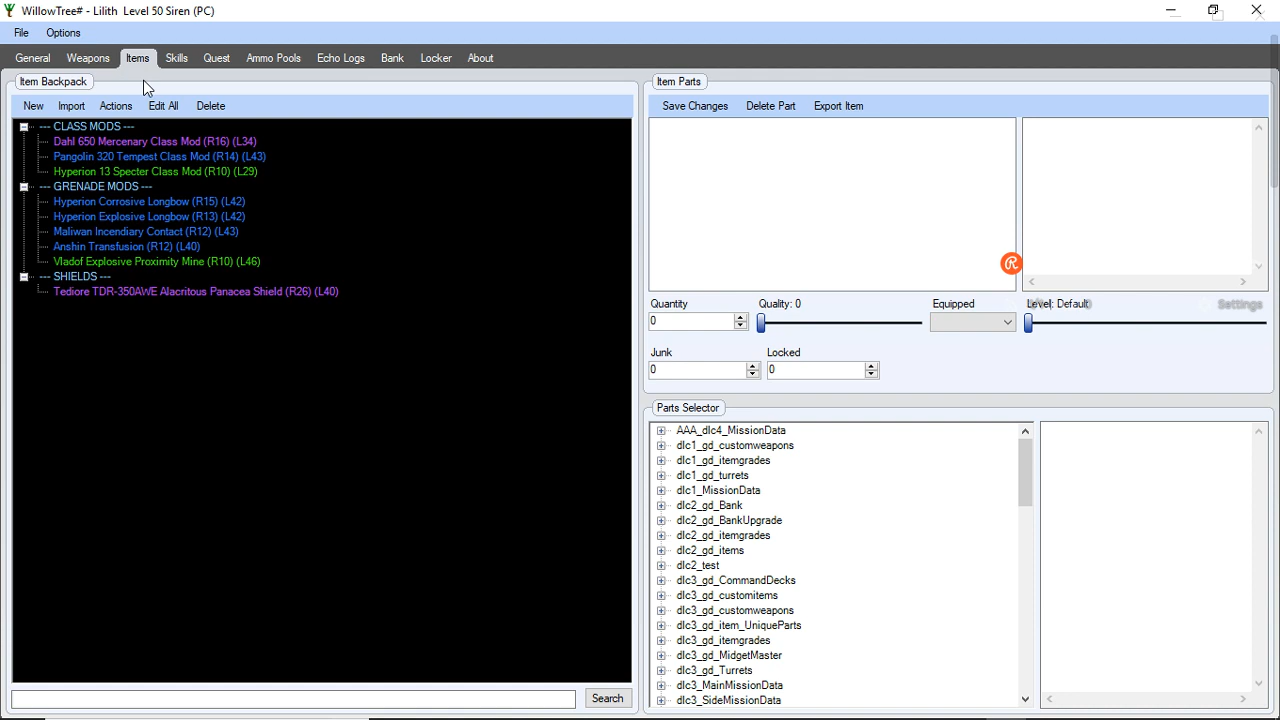 WillowTree# - Lilith Level 50 Siren (PC)
File Options
General Weapons Items Skills Quest Ammo Pools Echo Logs Bank Locker About
Item Backpack
New Import Actions Edit All Delete
--- CLASS MODS ---
Dahl 650 Mercenary Class Mod (R16) (L34)
Pangolin 320 Tempest Class Mod (R14) (L43)
Hyperion 13 Specter Class Mod (R10) (L29)
--- GRENADE MODS ---
Hyperion Corrosive Longbow (R15) (L42)
Hyperion Explosive Longbow (R13) (L42)
Maliwan Incendiary Contact (R12) (L43)
Anshin Transfusion (R12) (L40)
Vladof Explosive Proximity Mine (R10) (L46)
--- SHIELDS ---
Tediore TDR-350AWE Alacritous Panacea Shield (R26) (L40)
Search
Item Parts
Save Changes Delete Part Export Item
R
Quantity Quality: 0 Equipped Level: Default Settings
0
Junk Locked
0 0
Parts Selector
AAA_dlc4_MissionData
dlc1_gd_customweapons
dlc1_gd_itemgrades
dlc1_gd_turrets
dlc1_MissionData
dlc2_gd_Bank
dlc2_gd_BankUpgrade
dlc2_gd_itemgrades
dlc2_gd_items
dlc2_test
dlc3_gd_CommandDecks
dlc3_gd_customitems
dlc3_gd_customweapons
dlc3_gd_item_UniqueParts
dlc3_gd_itemgrades
dlc3_gd_MidgetMaster
dlc3_gd_Turrets
dlc3_MainMissionData
dlc3_SideMissionData